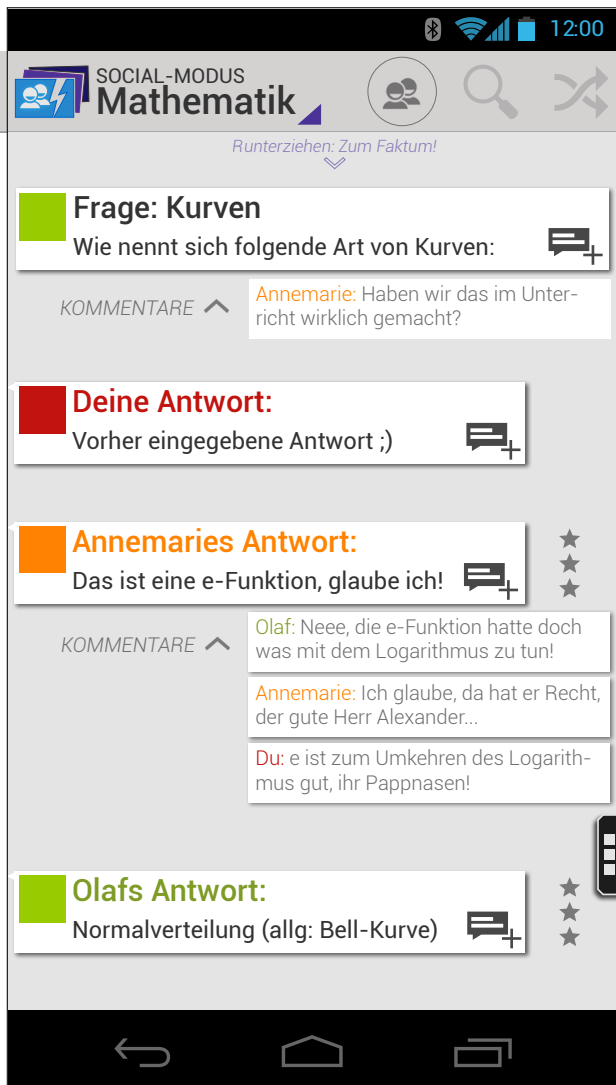 12:00
SOCIAL-MODUS
Mathematik
Runterziehen: Zum Faktum!
Frage: Kurven
Wie nennt sich folgende Art von Kurven:
KOMMENTARE
Annemarie: Haben wir das im Unter-
richt wirklich gemacht?
Deine Antwort:
Vorher eingegebene Antwort ;)
Annemaries Antwort:
Das ist eine e-Funktion, glaube ich!
KOMMENTARE
Olaf: Neee, die e-Funktion hatte doch
was mit dem Logarithmus zu tun!
Annemarie: Ich glaube, da hat er Recht,
der gute Herr Alexander...
Du: e ist zum Umkehren des Logarith-
mus gut, ihr Pappnasen!
Olafs Antwort:
Normalverteilung (allg: Bell-Kurve)